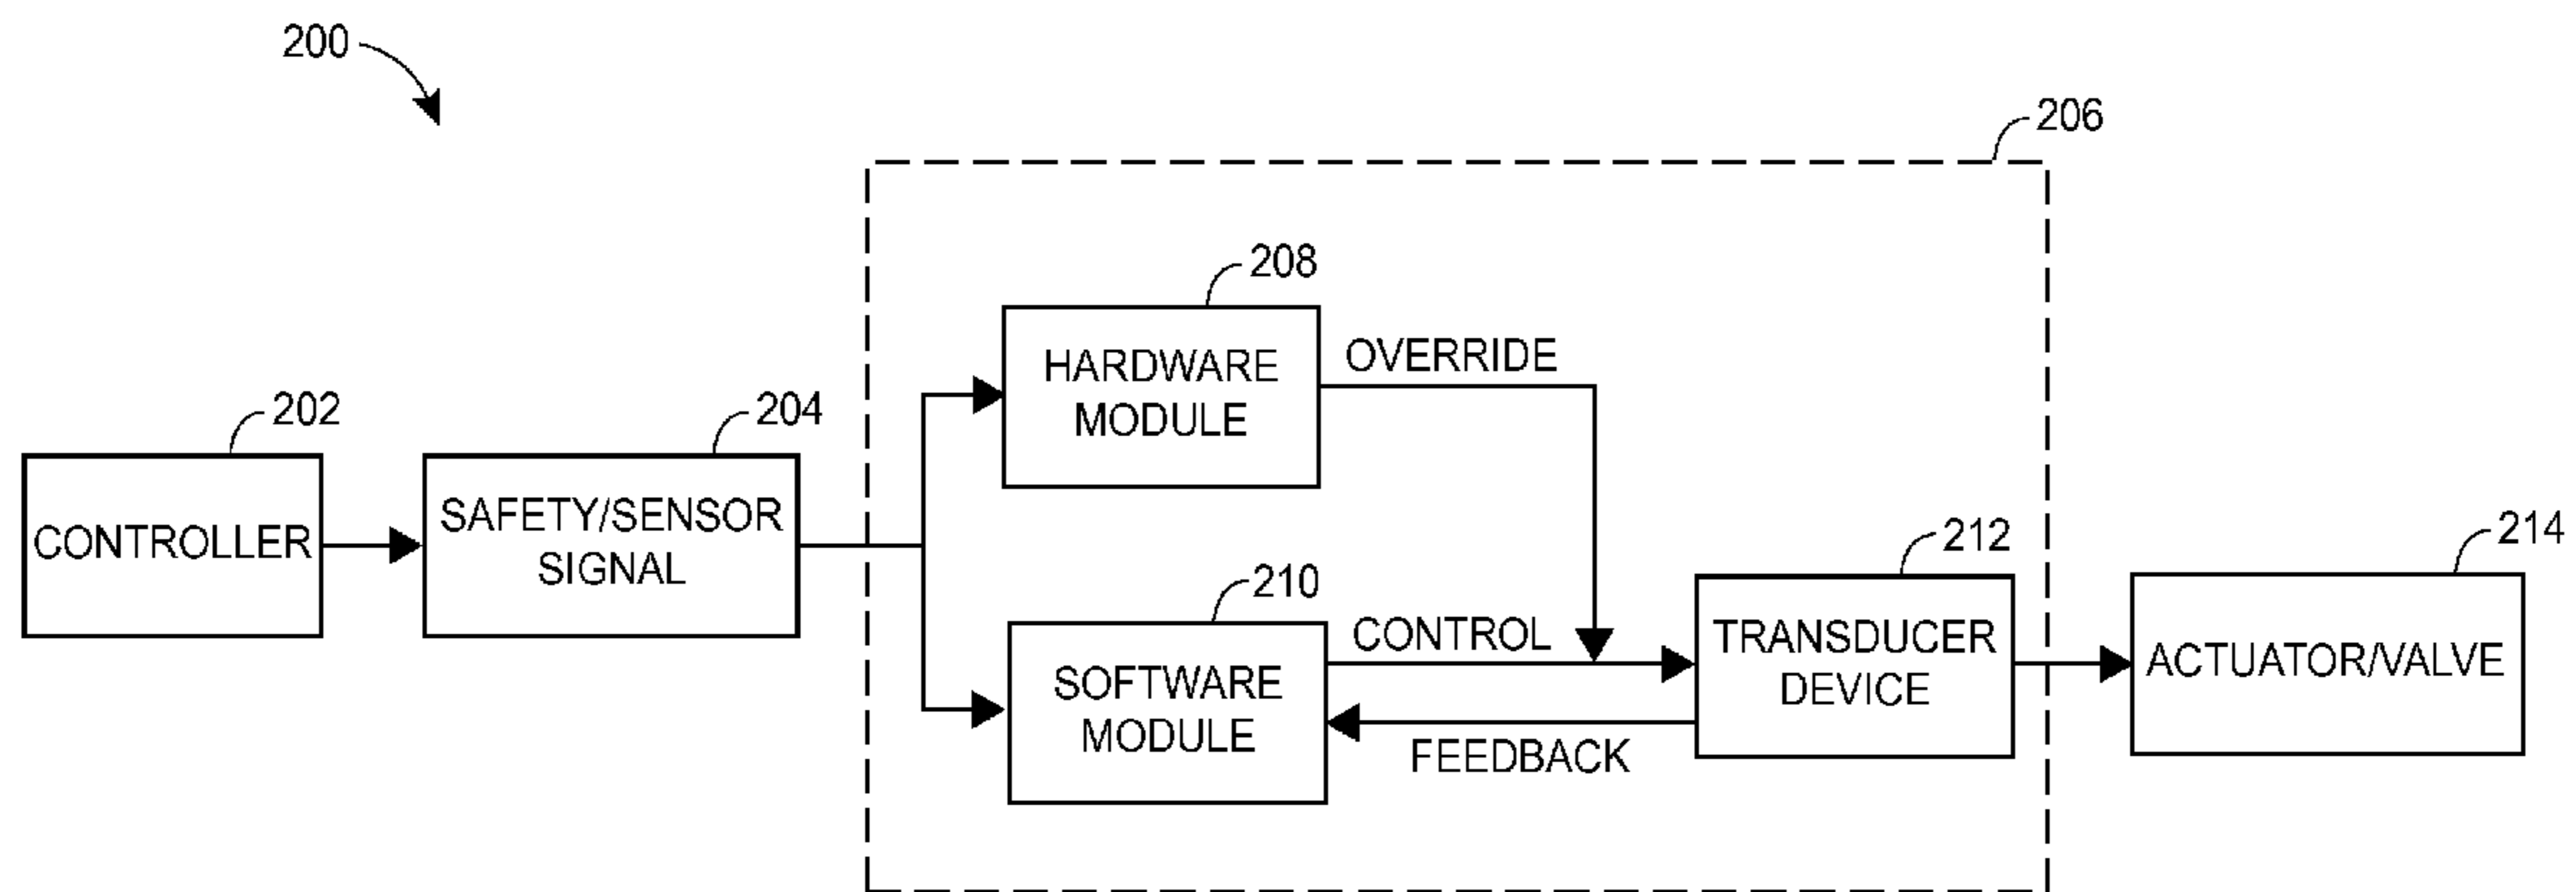 200
206
208
HARDWARE
MODULE
OVERRIDE
202
CONTROLLER
204
SAFETY/SENSOR
SIGNAL
210
SOFTWARE
MODULE
CONTROL
FEEDBACK
212
TRANSDUCER
DEVICE
214
ACTUATOR/VALVE